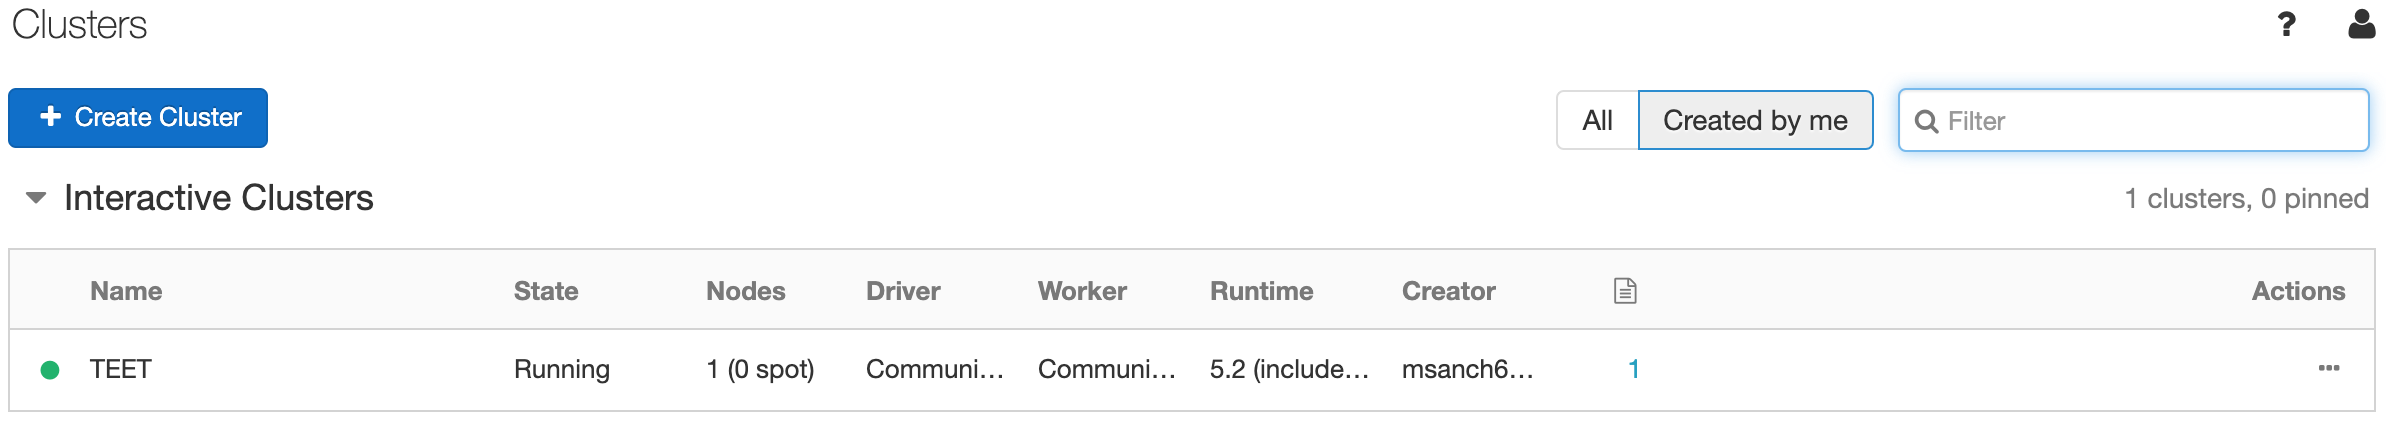 Clusters
?
+ Create Cluster
All Created by me Filter
Interactive Clusters 1 clusters, 0 pinned
Name State Nodes Driver Worker Runtime Creator Actions
TEET Running 1 (0 spot) Communi... Communi... 5.2 (include... msanch6... 1 ...